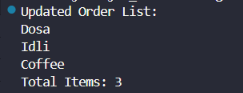 Updated Order List:
Dosa
Idli
Coffee
Total Items: 3